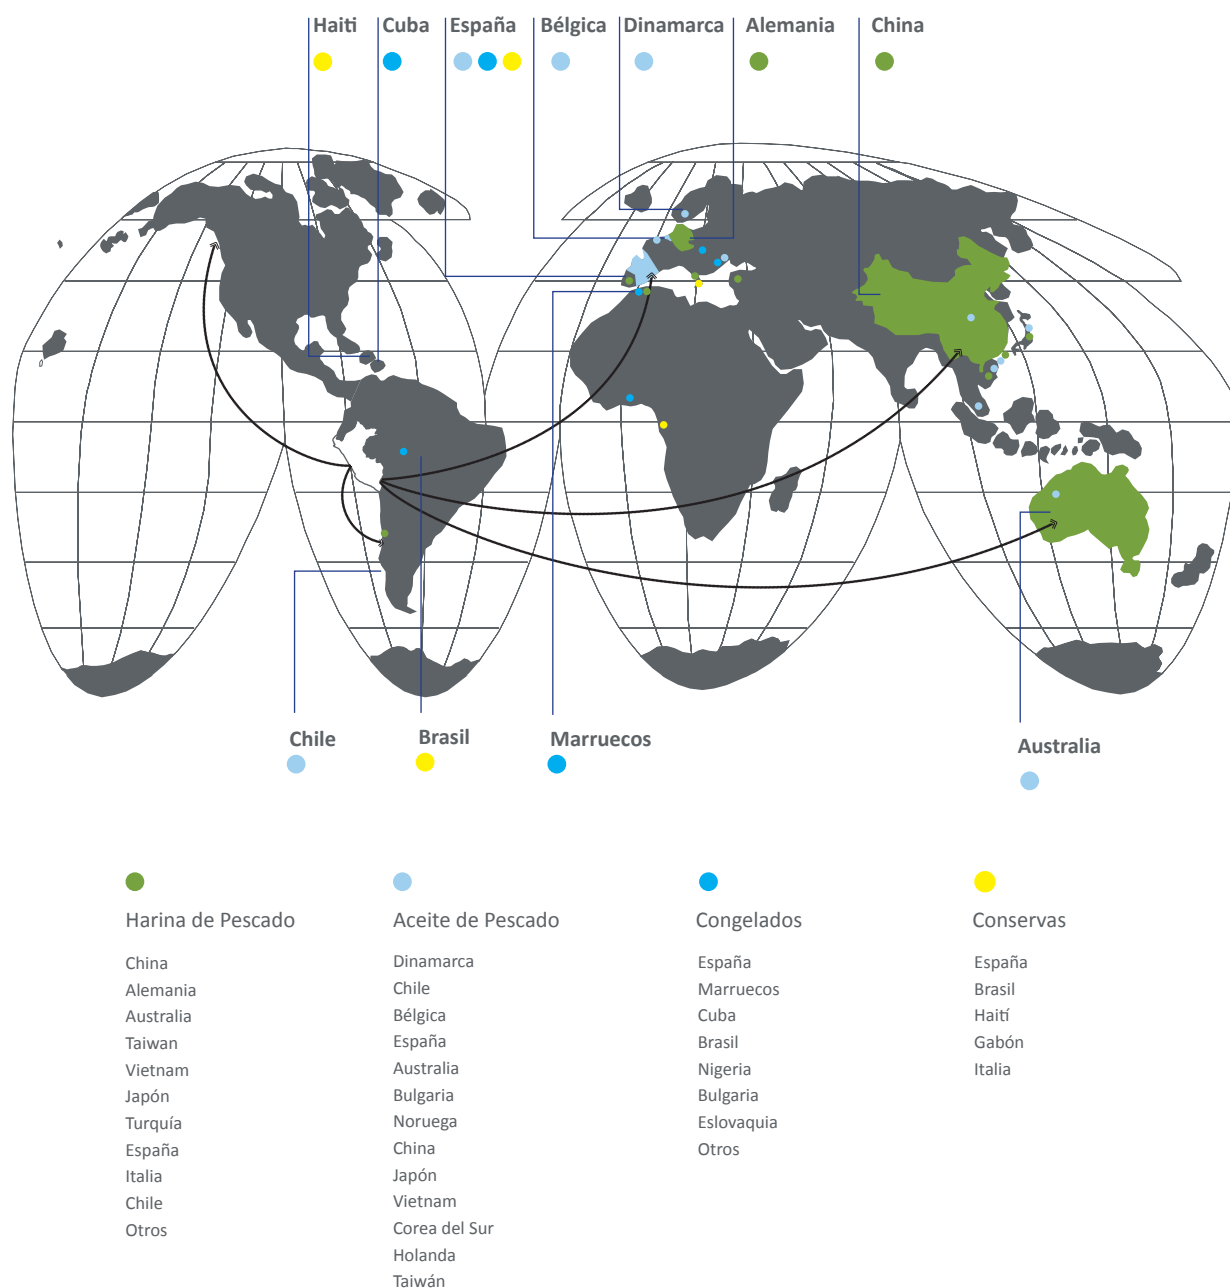 Haití Cuba España Bélgica Dinamarca Alemania China
Chile Brasil Marruecos Australia
Harina de Pescado
China
Alemania
Australia
Taiwan
Vietnam
Japón
Turquía
España
Italia
Chile
Otros
Aceite de Pescado
Dinamarca
Chile
Bélgica
España
Australia
Bulgaria
Noruega
China
Japón
Vietnam
Corea del Sur
Holanda
Taiwán
Congelados
España
Marruecos
Cuba
Brasil
Nigeria
Bulgaria
Eslovaquia
Otros
Conservas
España
Brasil
Haití
Gabón
Italia